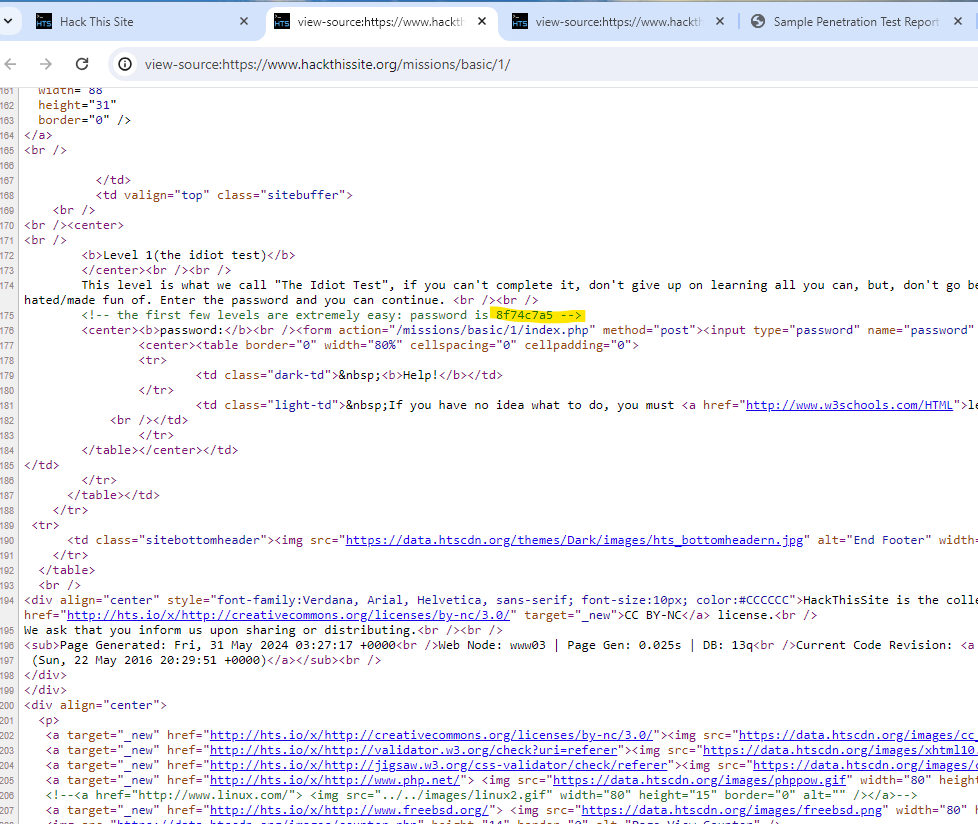 Hack This Site
view-source:https://www.hackth
view-source:https://www.hackth
Sample Penetration Test Report
view-source:https://www.hackthissite.org/missions/basic/1/
161 width="88"
162 height="31"
163 border="0" />
164 </a>
165 <br />
166
167 </td>
168 <td valign="top" class="sitebuffer">
169 <br />
170 <br /><center>
171 <br />
172 <b>Level 1(the idiot test)</b>
173 </center><br /><br />
174 This level is what we call "The Idiot Test", if you can't complete it, don't give up on learning all you can, but, don't go be
hated/made fun of. Enter the password and you can continue. <br /><br />
175 <!-- the first few levels are extremely easy: password is 8f74c7a5 -->
176 <center><b>password:</b><br /><form action="/missions/basic/1/index.php" method="post"><input type="password" name="password"
177 <center><table border="0" width="80%" cellspacing="0" cellpadding="0">
178 <tr>
179 <td class="dark-td">&nbsp;<b>Help!</b></td>
180 </tr>
181 <td class="light-td">&nbsp;If you have no idea what to do, you must <a href="http://www.w3schools.com/HTML">le
182 <br /></td>
183 </tr>
184 </table></center></td>
185 </td>
186 </tr>
187 </table></td>
188 </tr>
189 <tr>
190 <td class="sitebottomheader"><img src="https://data.htscdn.org/themes/Dark/images/hts_bottomheadern.jpg" alt="End Footer" width=
191 </tr>
192 </table>
193 <br />
194 <div align="center" style="font-family:Verdana, Arial, Helvetica, sans-serif; font-size:10px; color:#CCCCCC">HackThisSite is the colle
href="http://hts.io/x/http://creativecommons.org/licenses/by-nc/3.0/" target="_new">CC BY-NC</a> license.<br />
195 We ask that you inform us upon sharing or distributing.<br /><br />
196 <sub>Page Generated: Fri, 31 May 2024 03:27:17 +0000<br />Web Node: www03 | Page Gen: 0.025s | DB: 13q<br />Current Code Revision: <a
197 (Sun, 22 May 2016 20:29:51 +0000)</a></sub><br />
198 </div>
199 </div>
200 <div align="center">
201 <p>
202 <a target="_new" href="http://hts.io/x/http://creativecommons.org/licenses/by-nc/3.0/"><img src="https://data.htscdn.org/images/cc_
203 <a target="_new" href="http://hts.io/x/http://validator.w3.org/check?uri=referer"><img src="https://data.htscdn.org/images/xhtml10.
204 <a target="_new" href="http://hts.io/x/http://jigsaw.w3.org/css-validator/check/referer"><img src="https://data.htscdn.org/images/c
205 <a target="_new" href="http://hts.io/x/http://www.php.net/"> <img src="https://data.htscdn.org/images/phppow.gif" width="80" height
206 <!--<a href="http://www.linux.com/"> <img src="../../images/linux2.gif" width="80" height="15" border="0" alt="" /></a>-->
207 <a target="_new" href="http://hts.io/x/http://www.freebsd.org/"> <img src="https://data.htscdn.org/images/freebsd.png" width="80"